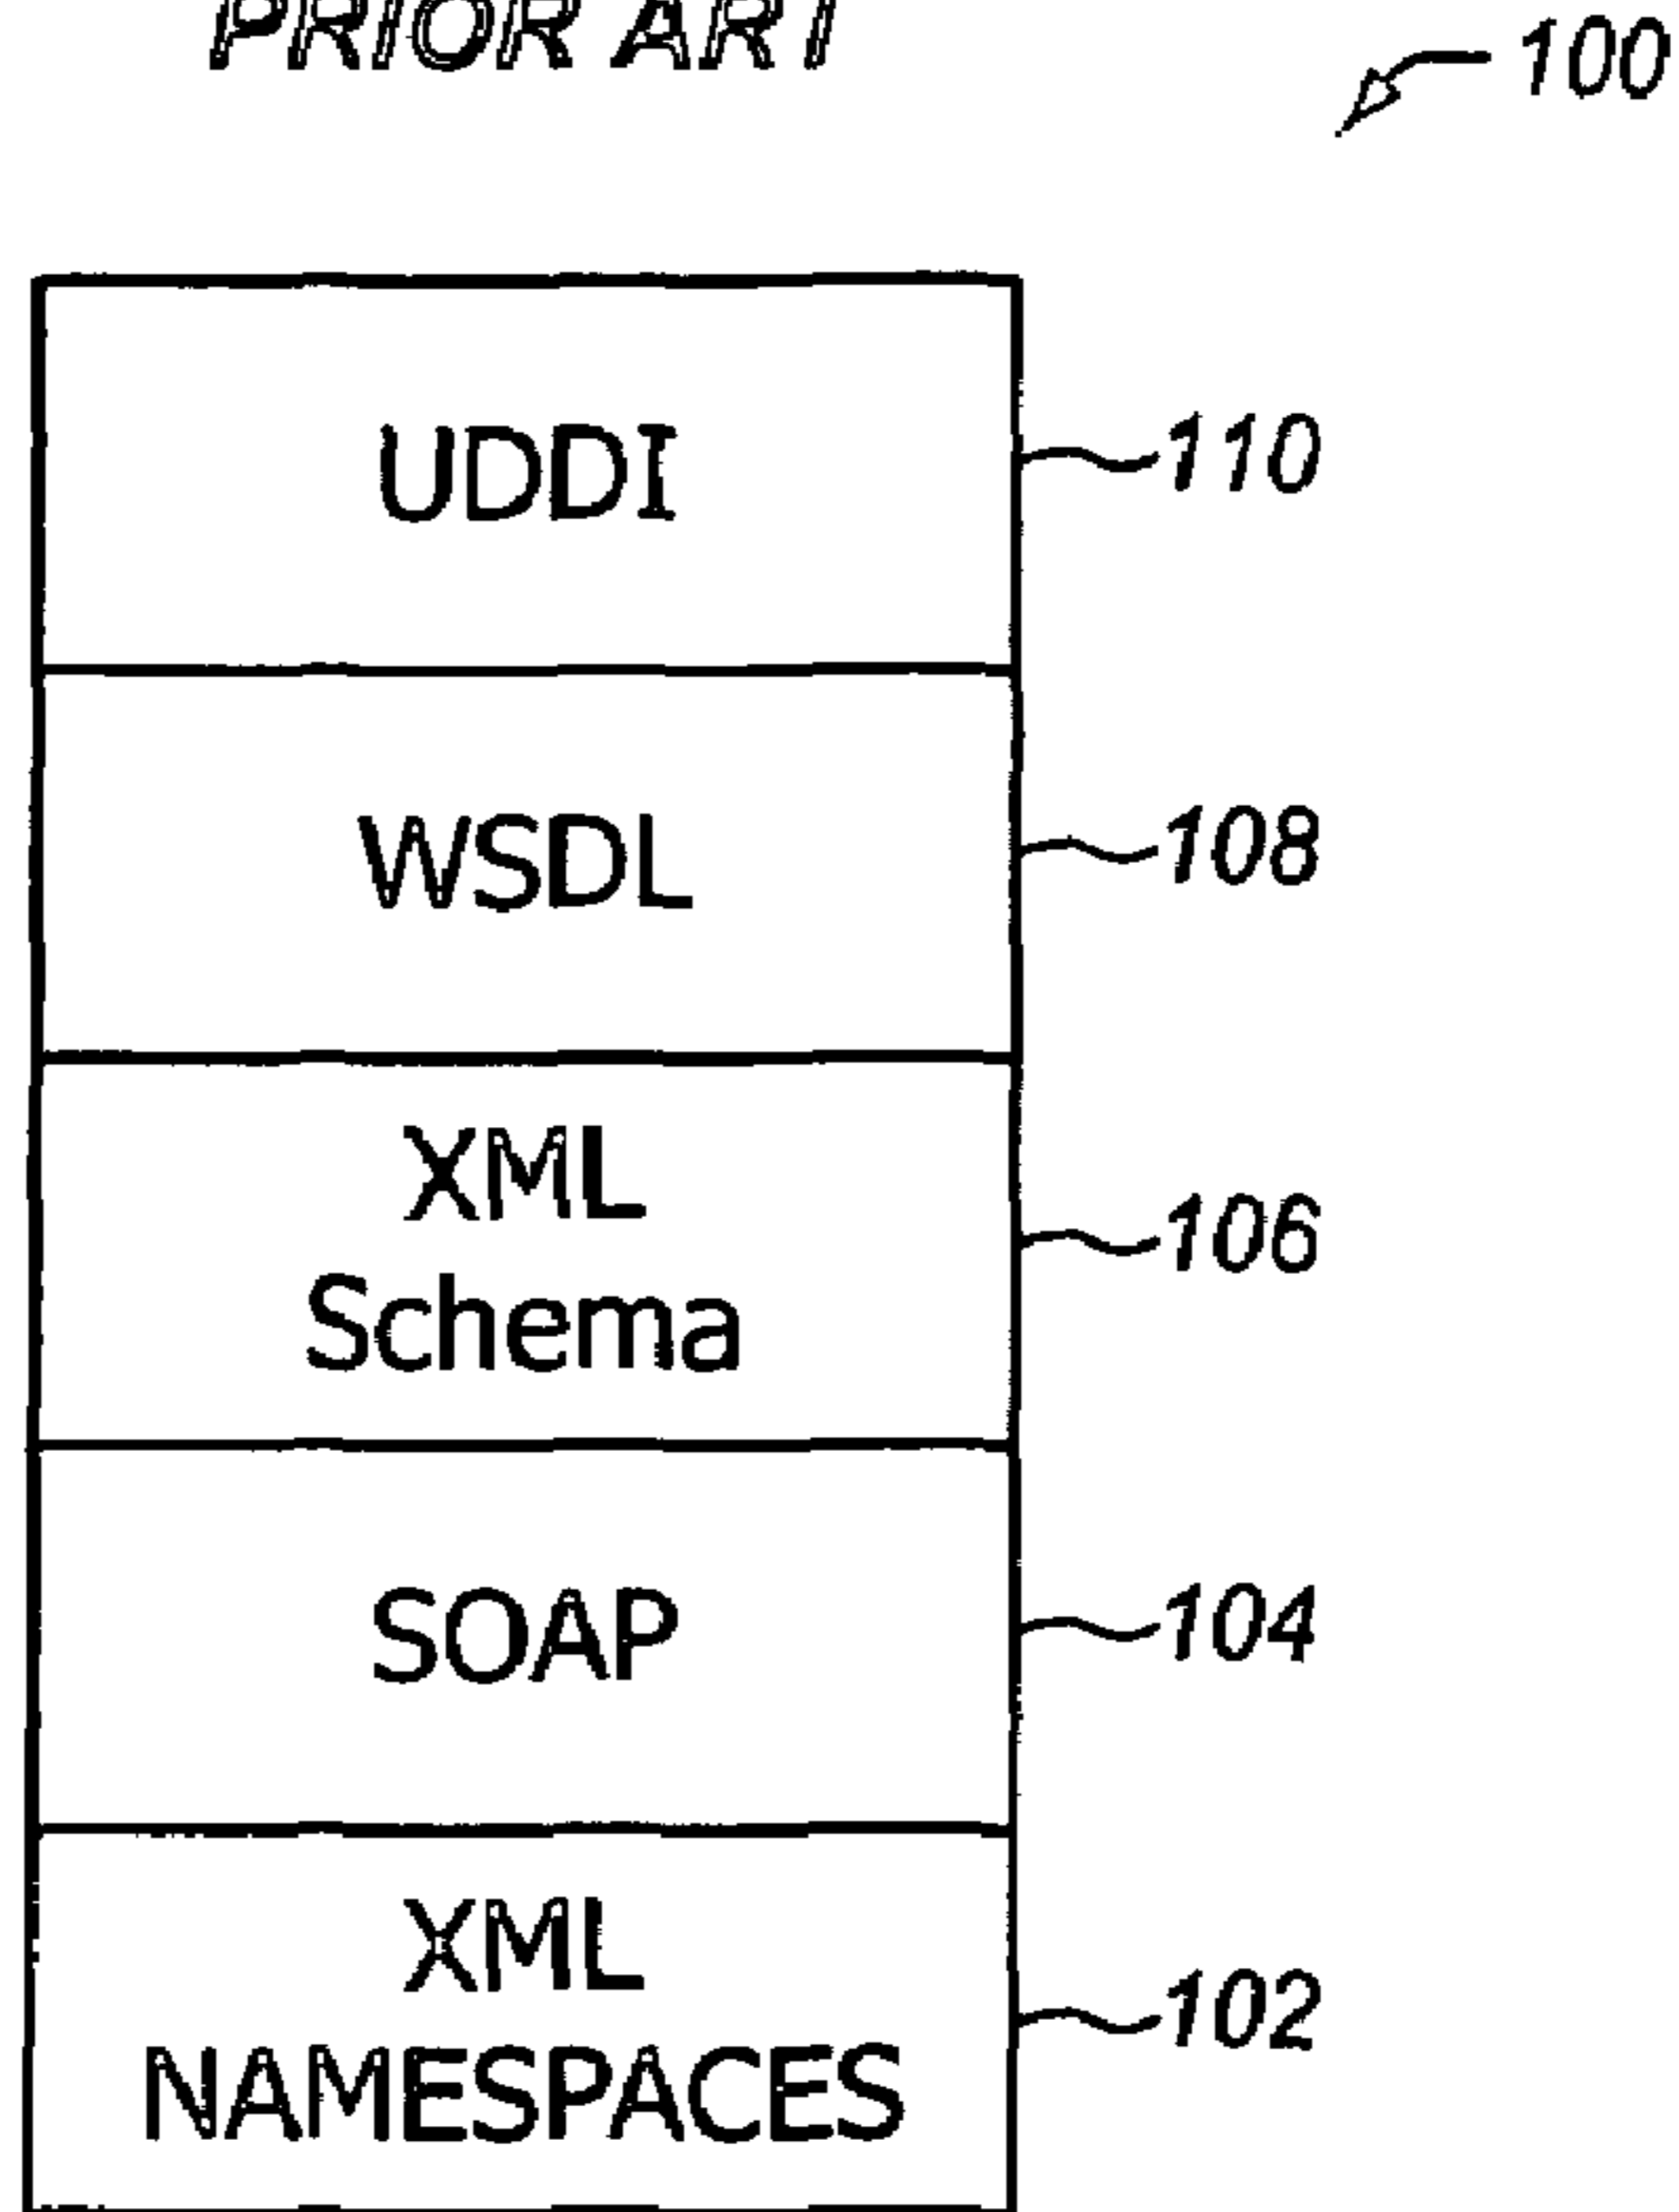 PRIOR ART
100
UDDI
110
WSDL
108
XML
Schema
106
SOAP
104
XML
NAMESPACES
102